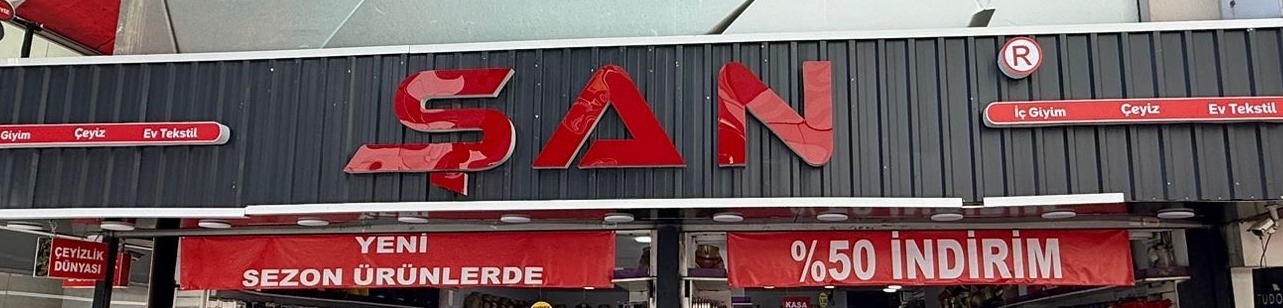 ŞAN
®
Giyim Çeyiz Ev Tekstil
İç Giyim Çeyiz Ev Tekstil
ÇEYİZLİK
DÜNYASI
YENİ
SEZON ÜRÜNLERDE
%50 İNDİRİM
KASA